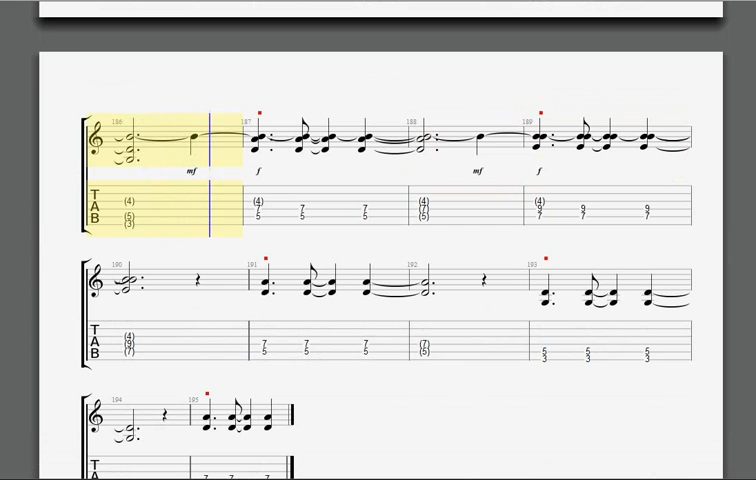 186 187 188 189
mf f mf f
T
A
B
(4) (4) (4) (4)
7 7 7 (7) 9 9 9
(5) 5 5 5 (5) 7 7 7
(3)
190 191 192 193
T
A
B
(4)
(9) 7 7 7 (7)
(7) 5 5 5 (5) 5 5 5
3 3 3
194 195
T
A
7 7 7